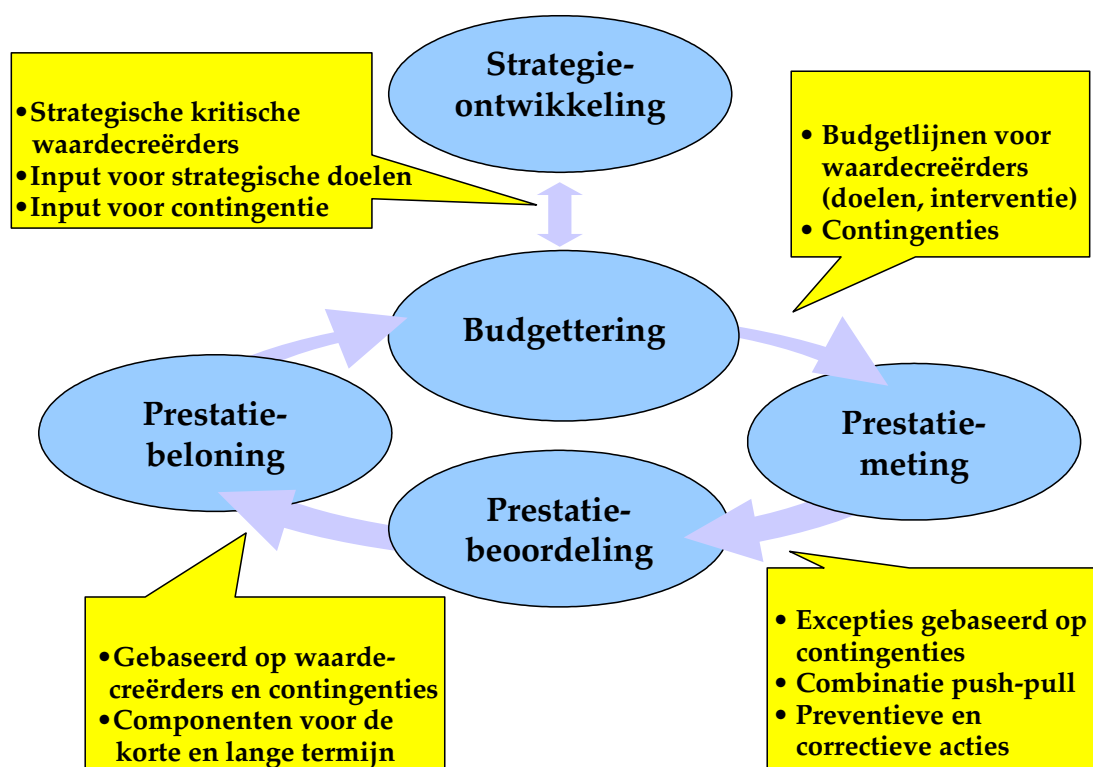 Strategie-
ontwikkeling
•Strategische kritische
waardecreërders
•Input voor strategische doelen
•Input voor contingentie
• Budgetlijnen voor
waardecreërders
(doelen, interventie)
• Contingenties
Budgettering
Prestatie-
beloning
Prestatie-
meting
Prestatie-
beoordeling
•Gebaseerd op waarde-
creërders en contingenties
•Componenten voor de
korte en lange termijn
• Excepties gebaseerd op
contingenties
• Combinatie push-pull
• Preventieve en
correctieve acties